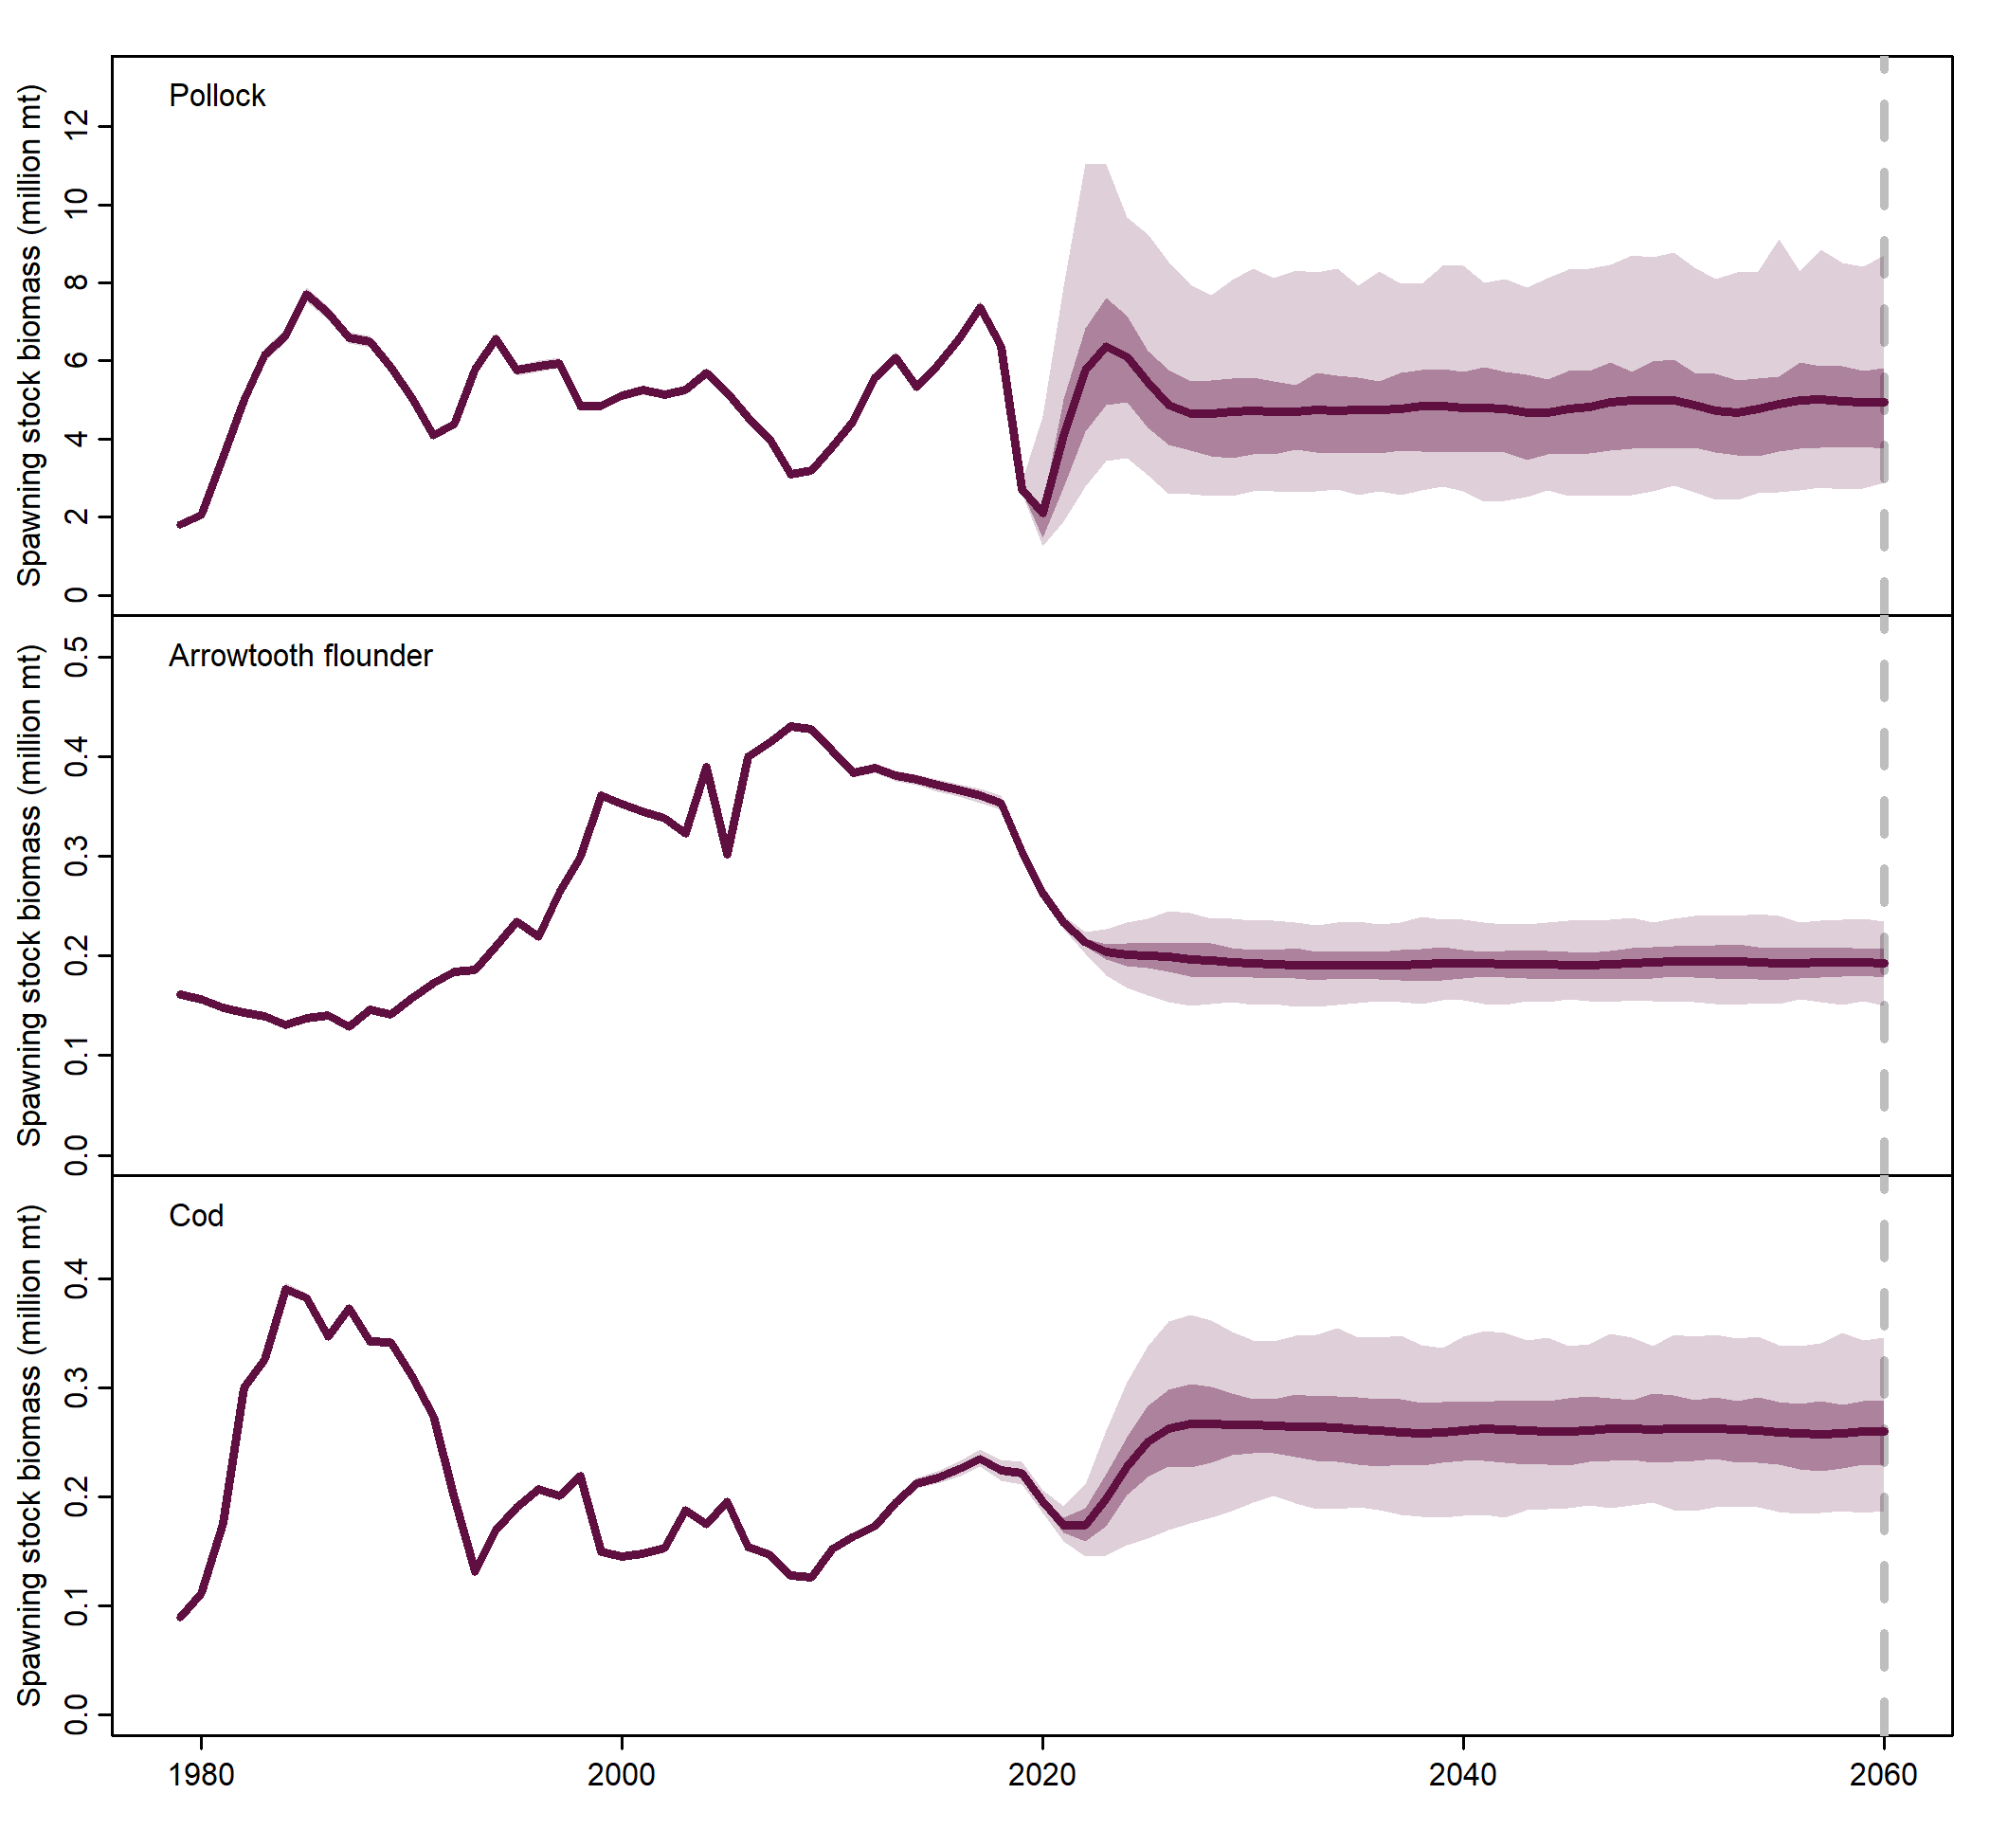 Pollock
Spawning stock biomass (million mt)
12
10
8
6
4
2
0
Arrowtooth flounder
Spawning stock biomass (million mt)
0.5
0.4
0.3
0.2
0.1
0.0
Cod
Spawning stock biomass (million mt)
0.4
0.3
0.2
0.1
0.0
1980 2000 2020 2040 2060